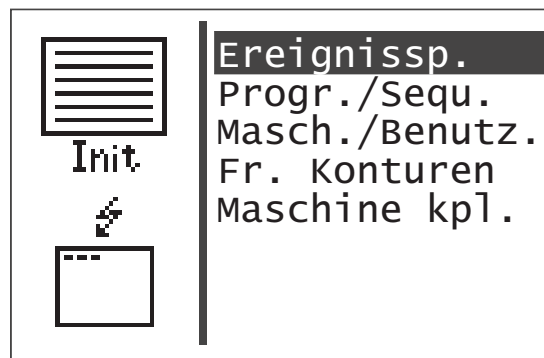 Init
Ereignissp.
Progr./Sequ.
Masch./Benutz.
Fr. Konturen
Maschine kpl.